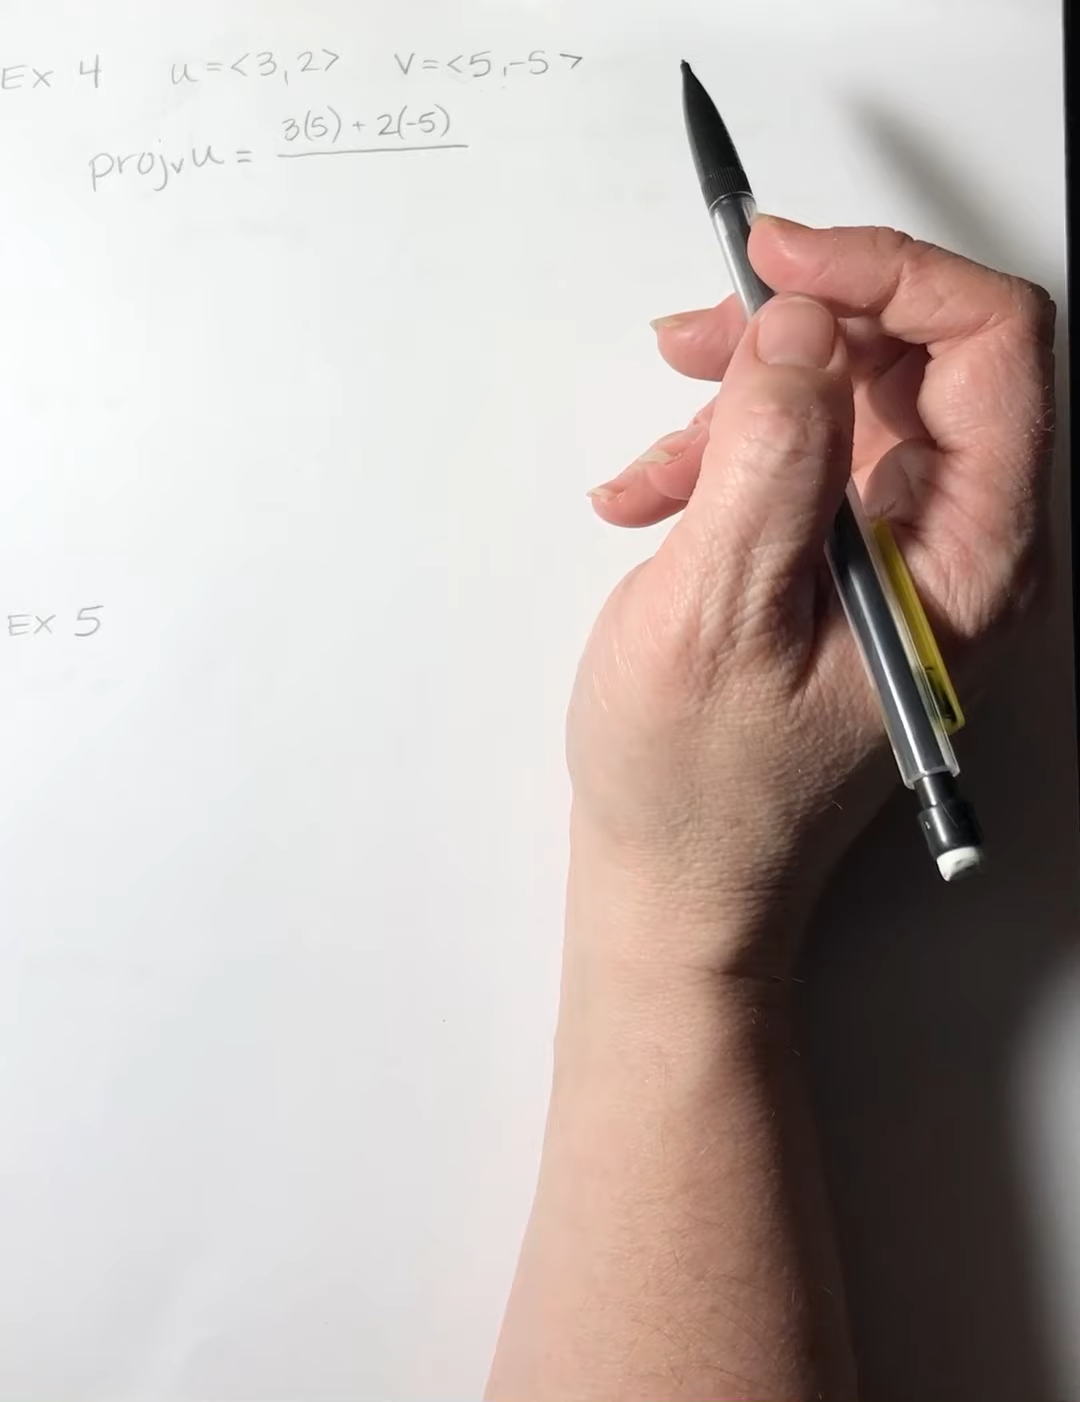 Ex 4 u = <3, 2> v = <5, -5>
3(5) + 2(-5)
projᵥu =
Ex 5